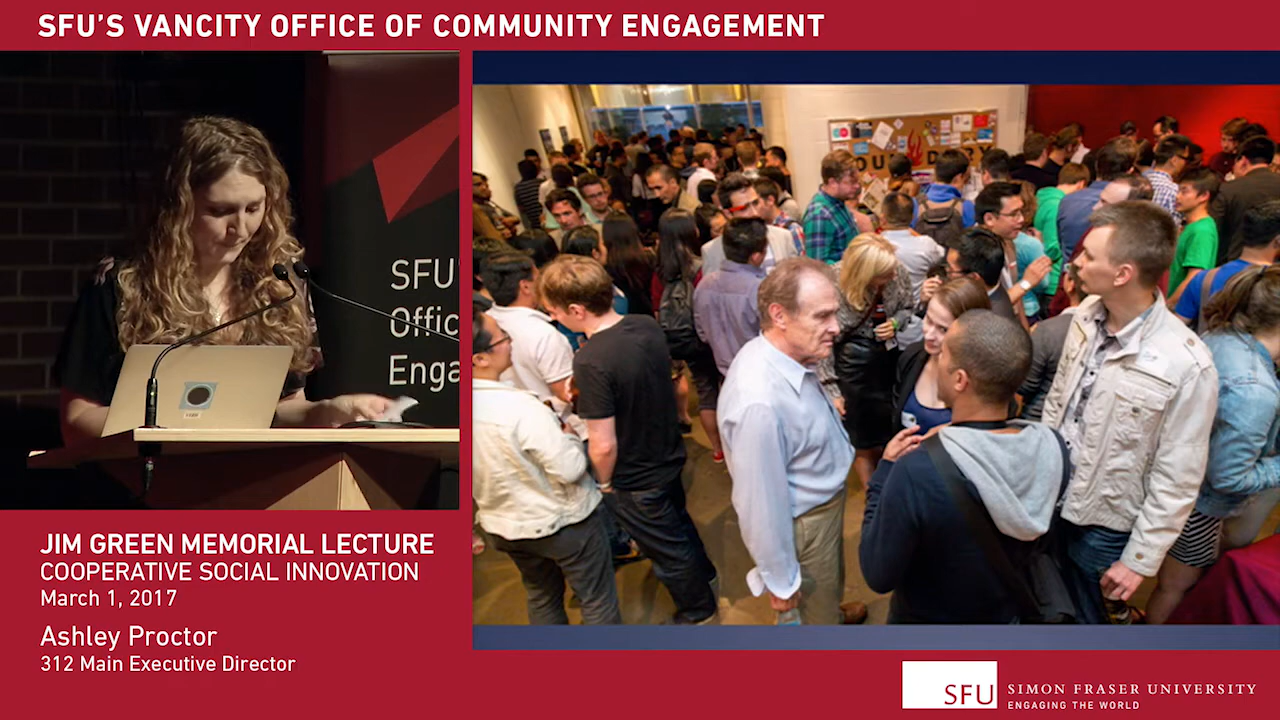 SFU'S VANCITY OFFICE OF COMMUNITY ENGAGEMENT
SFU'
Offic
Enga
JIM GREEN MEMORIAL LECTURE
COOPERATIVE SOCIAL INNOVATION
March 1, 2017
Ashley Proctor
312 Main Executive Director
SFU
SIMON FRASER UNIVERSITY
ENGAGING THE WORLD